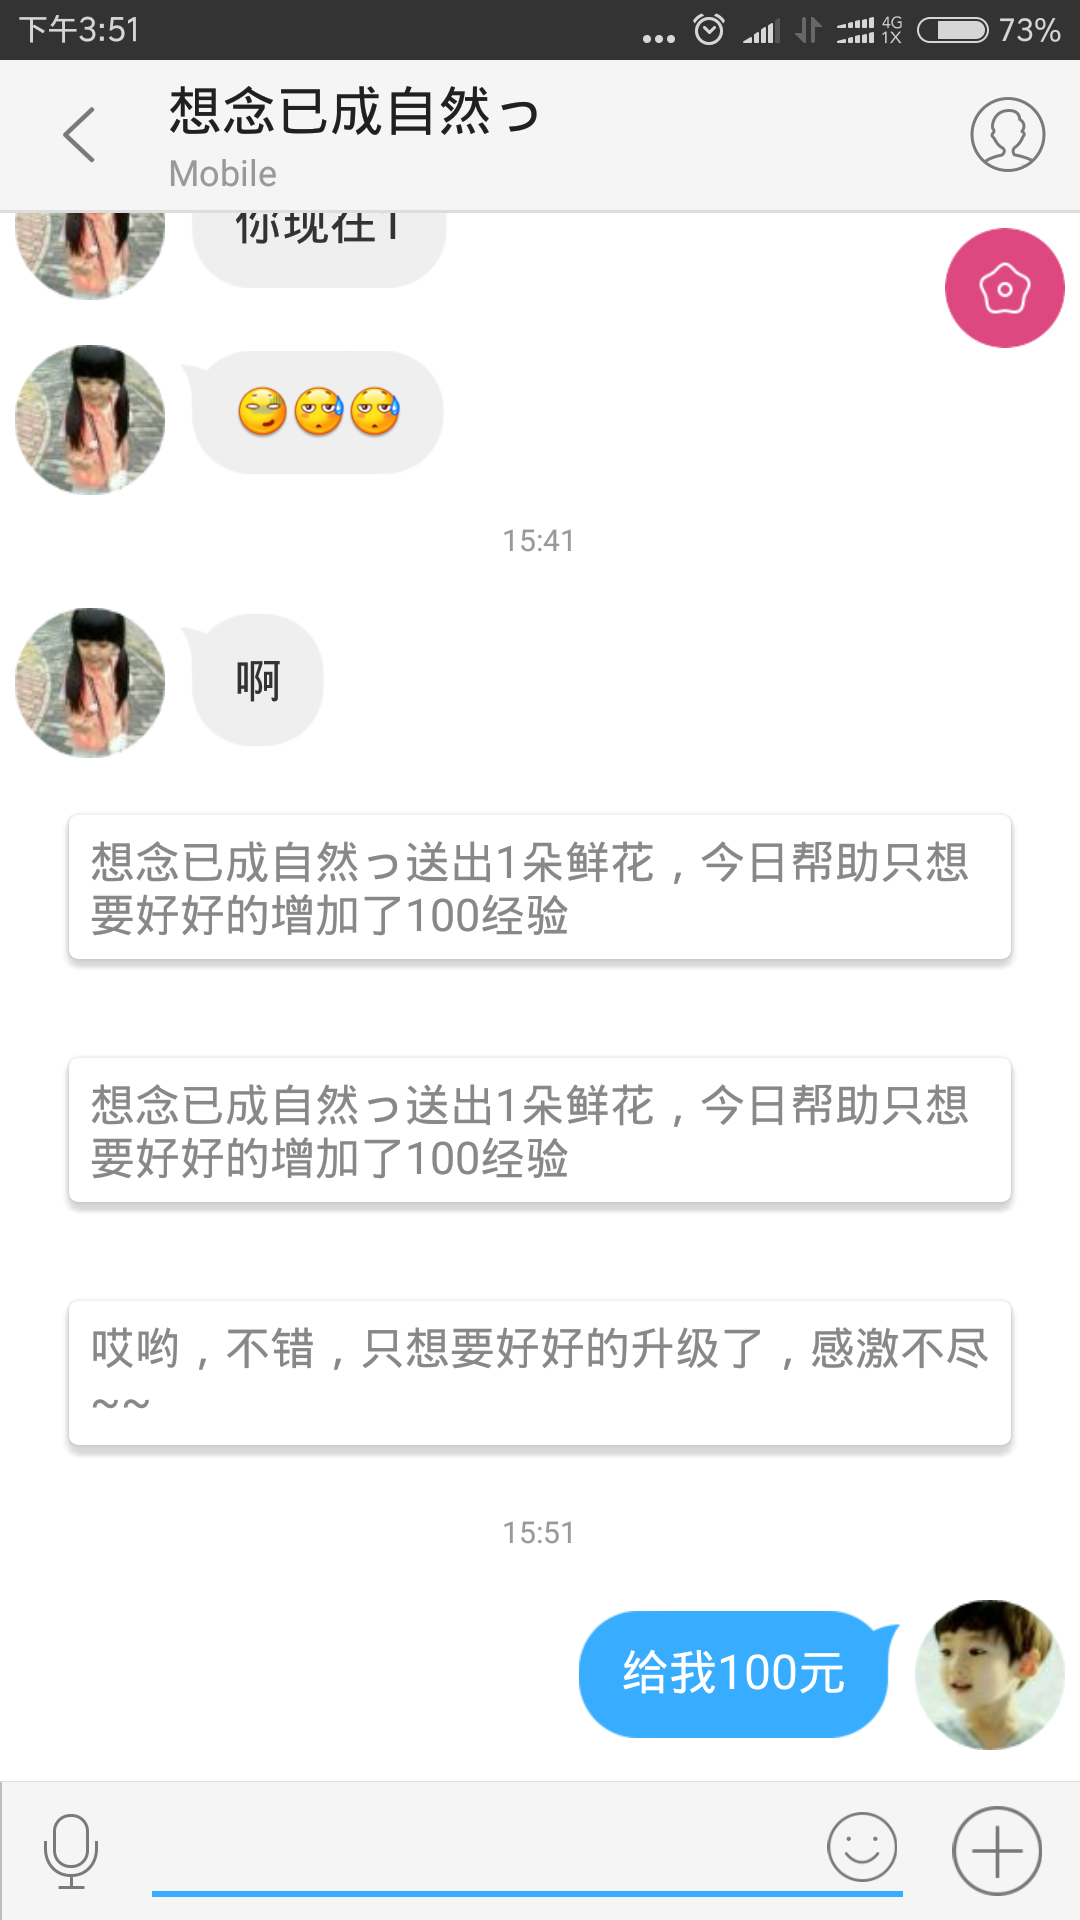 下午3:51
4G
1X
73%
想念已成自然っ
Mobile
你现在1
15:41
啊
想念已成自然っ送出1朵鲜花，今日帮助只想
要好好的增加了100经验
想念已成自然っ送出1朵鲜花，今日帮助只想
要好好的增加了100经验
哎哟，不错，只想要好好的升级了，感激不尽
~~
15:51
给我100元